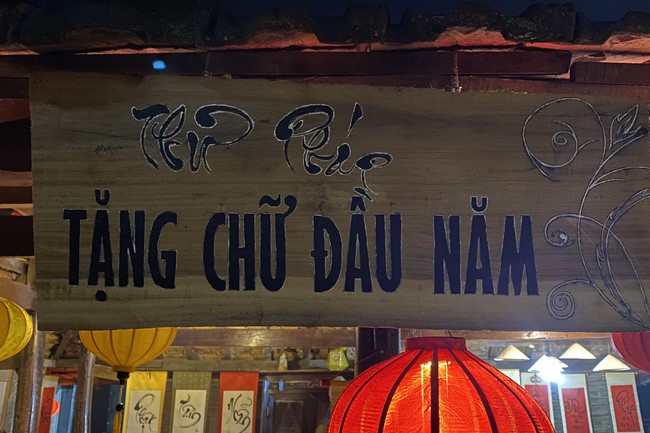 Thư Pháp
TẶNG CHỮ ĐẦU NĂM